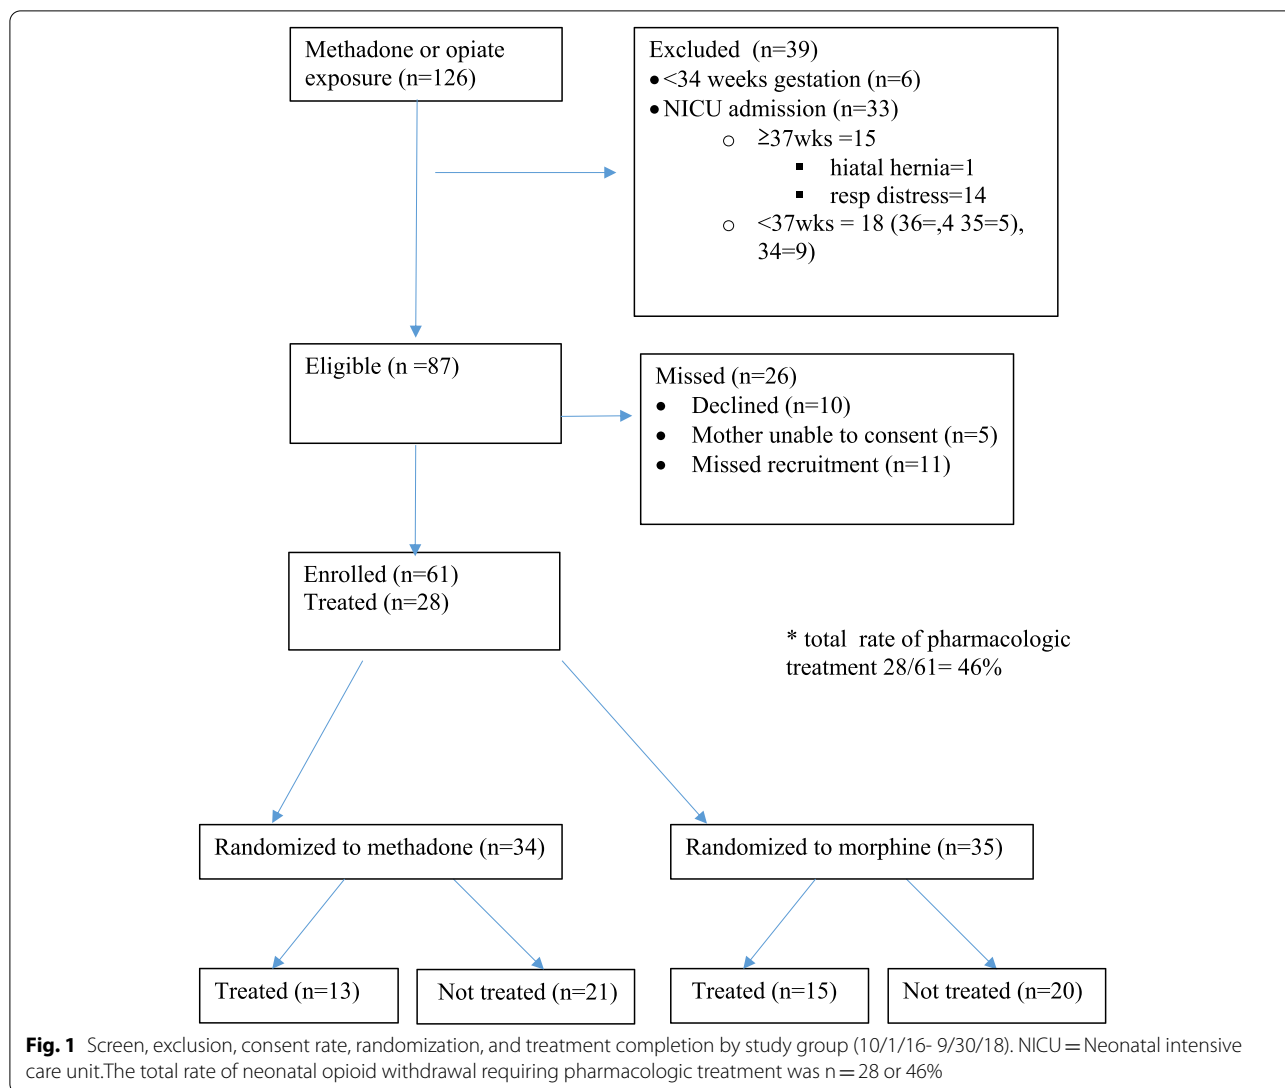 Methadone or opiate
exposure (n=126)
Excluded  (n=39)
•<34 weeks gestation (n=6)
•NICU admission (n=33)
o ≥37wks =15
▪ hiatal hernia=1
▪ resp distress=14
o <37wks = 18 (36=,4 35=5),
34=9)
Eligible (n =87)
Missed (n=26)
• Declined (n=10)
• Mother unable to consent (n=5)
• Missed recruitment (n=11)
Enrolled (n=61)
Treated (n=28)
* total  rate of pharmacologic
treatment 28/61= 46%
Randomized to methadone (n=34)
Randomized to morphine (n=35)
Treated (n=13)
Not treated (n=21)
Treated (n=15)
Not treated (n=20)
Fig. 1 Screen, exclusion, consent rate, randomization, and treatment completion by study group (10/1/16- 9/30/18). NICU = Neonatal intensive
care unit.The total rate of neonatal opioid withdrawal requiring pharmacologic treatment was n = 28 or 46%